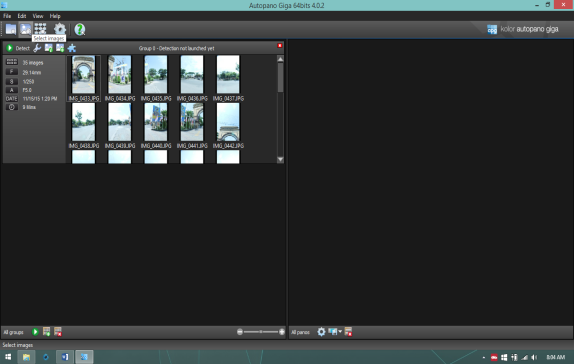 Autopano Giga 64bits 4.0.2
File Edit View Help
Select images
kolor autopano giga
Detect
Group 0 - Detection not launched yet
35 images
F 29.14mm
S 1/250
A F5.0
DATE 11/15/15 1:20 PM
IMG_0433.JPG IMG_0434.JPG IMG_0435.JPG IMG_0436.JPG IMG_0437.JPG
IMG_0438.JPG IMG_0439.JPG IMG_0440.JPG IMG_0441.JPG IMG_0442.JPG
All groups
All panos
Select images
8:04 AM